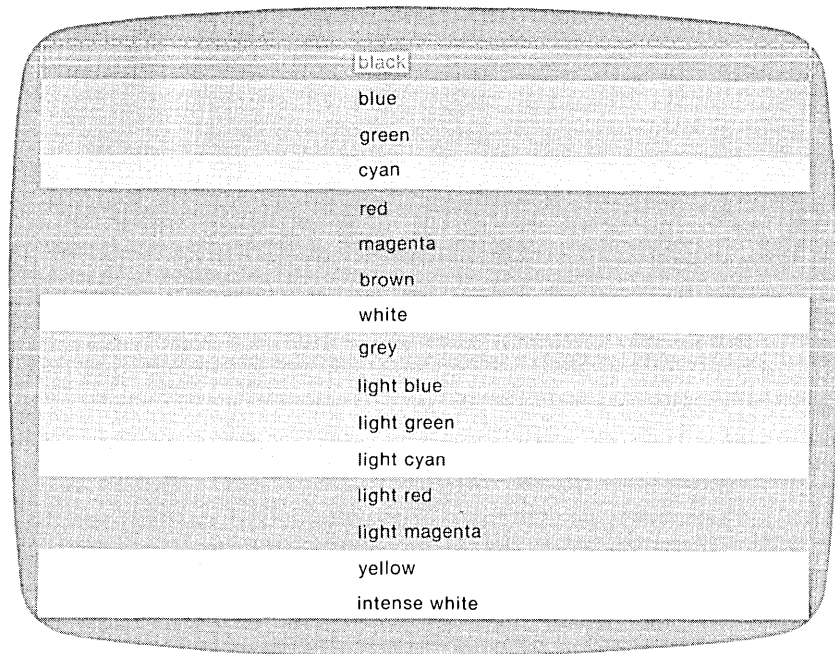 black
blue
green
cyan
red
magenta
brown
white
grey
light blue
light green
light cyan
light red
light magenta
yellow
intense white